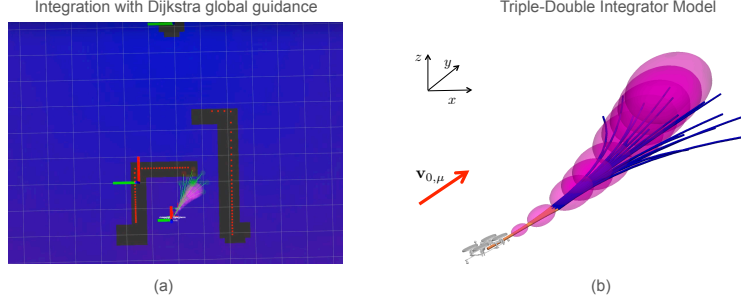 Integration with Dijkstra global guidance
Triple-Double Integrator Model
z
y
x
v0,μ
(a)
(b)